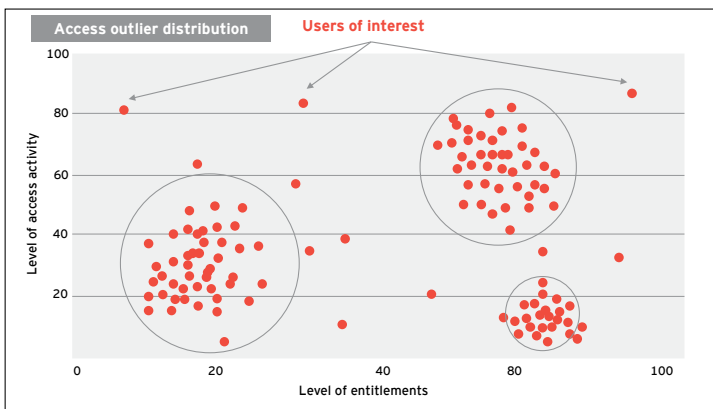 Access outlier distribution
Users of interest
100
80
60
40
20
Level of access activity
0 20 40 80 100
Level of entitlements